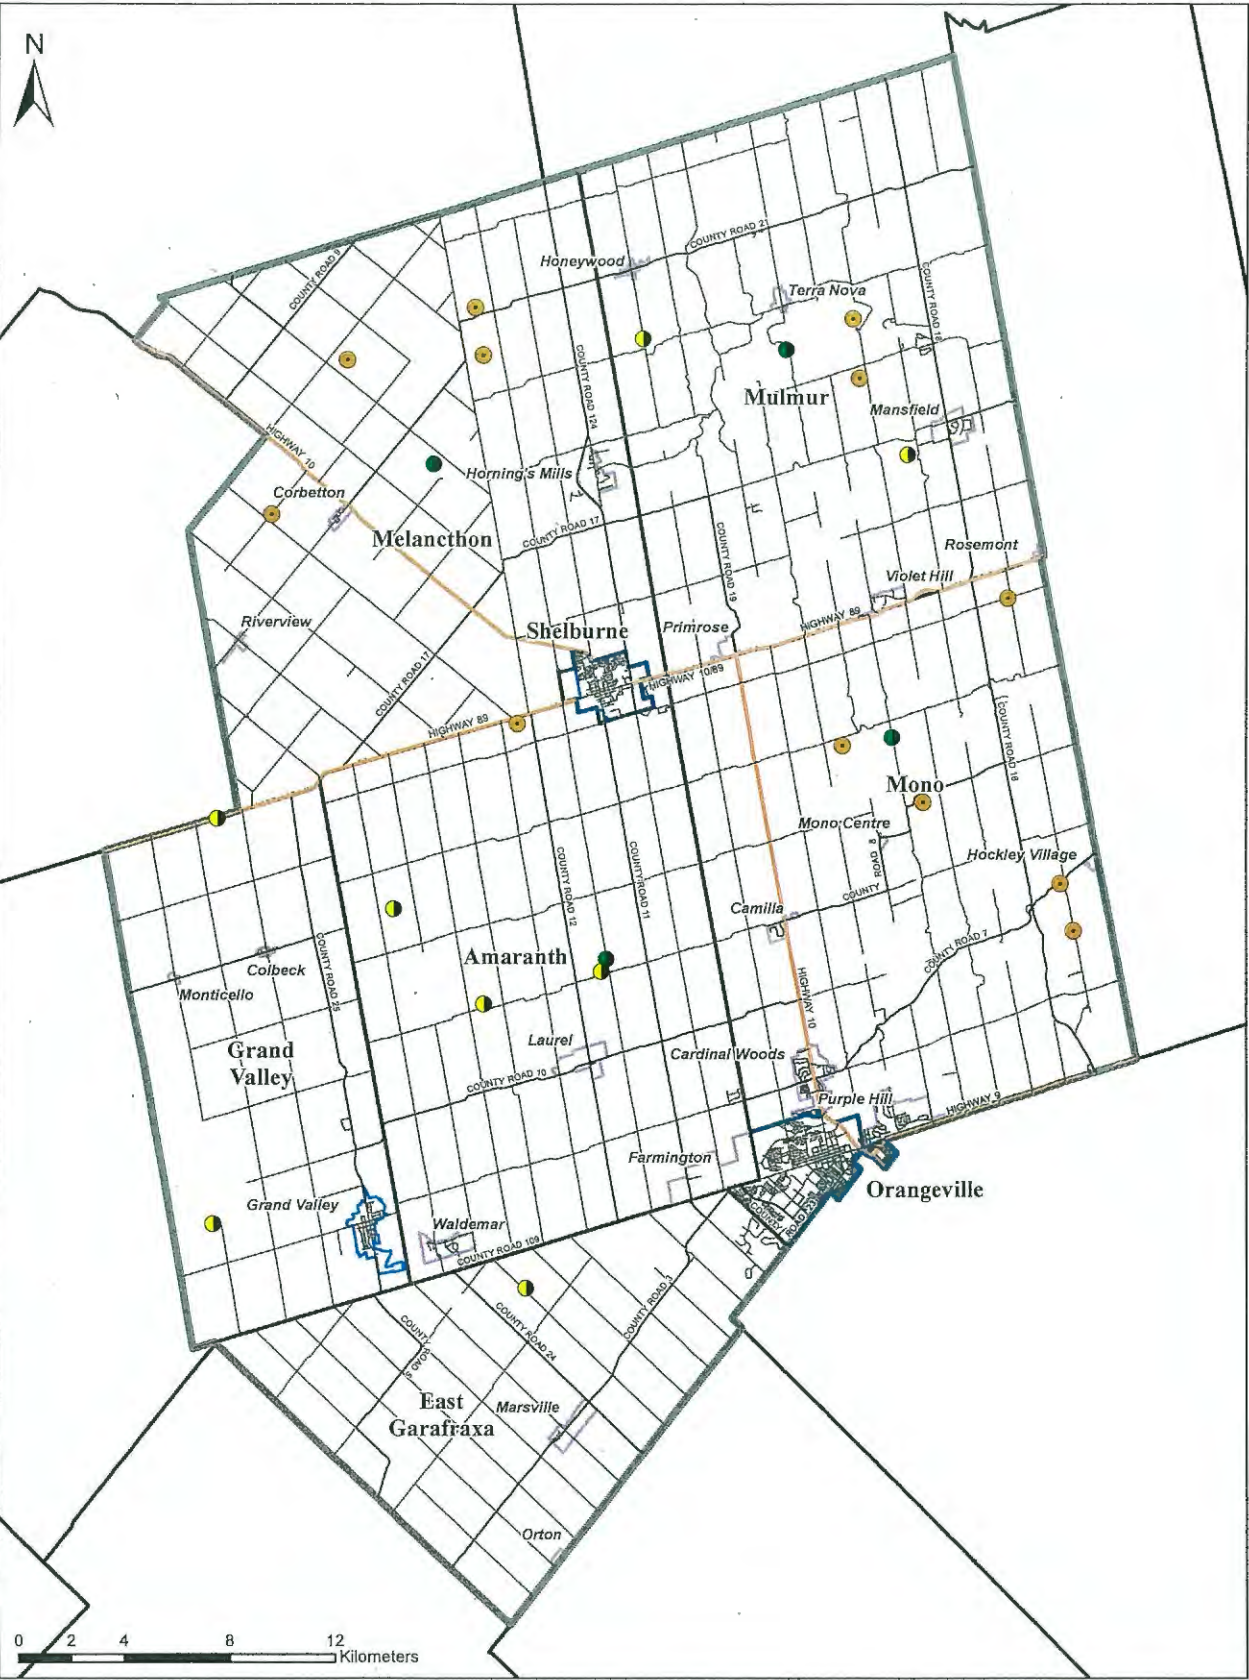 N
COUNTY ROAD 9
COUNTY ROAD 21
Honeywood
Terra Nova
COUNTY ROAD 18
COUNTY ROAD 124
Mulmur
Mansfield
HIGHWAY 10
Horning's Mills
Corbetton
Melancthon
COUNTY ROAD 17
COUNTY ROAD 19
Rosemont
Violet Hill
Riverview
Shelburne
Primrose
HIGHWAY 89
HIGHWAY 10/89
COUNTY ROAD 17
HIGHWAY 89
COUNTY ROAD 18
Mono
Mono Centre
ROAD 8
COUNTY
Hockley Village
COUNTY ROAD 12
COUNTY ROAD 11
Camilla
COUNTY ROAD 7
Amaranth
Colbeck
Monticello
COUNTY ROAD 25
HIGHWAY 10
Grand
Valley
Laurel
Cardinal Woods
COUNTY ROAD 10
Purple Hill
HIGHWAY 9
Farmington
Orangeville
COUNTY
ROAD 23
Grand Valley
Waldemar
COUNTY ROAD 109
COUNTY ROAD 3
COUNTY
ROAD 5
COUNTY ROAD 24
East
Garafraxa
Marsville
Orton
0 2 4 8 12
Kilometers